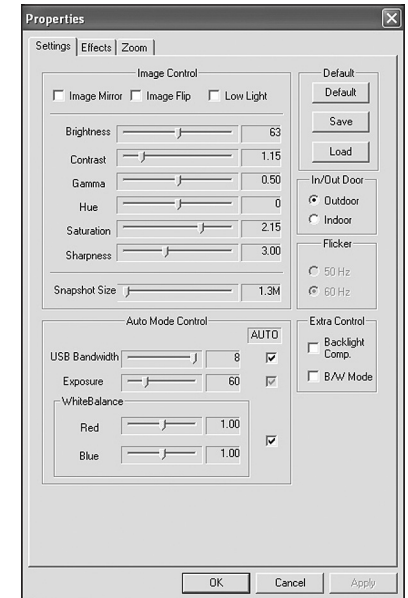 Properties
Settings Effects Zoom
Image Control
Image Mirror Image Flip Low Light
Brightness 63
Contrast 1.15
Gamma 0.50
Hue 0
Saturation 2.15
Sharpness 3.00
Snapshot Size 1.3M
Default
Default
Save
Load
In/Out Door
Outdoor
Indoor
Flicker
50 Hz
60 Hz
Auto Mode Control
AUTO
USB Bandwidth 8
Exposure 60
WhiteBalance
Red 1.00
Blue 1.00
Extra Control
Backlight
Comp.
B/W Mode
OK Cancel Apply